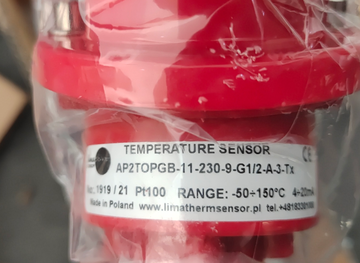 TEMPERATURE SENSOR
AP2TOPGB-11-230-9-G1/2-A-3-Tx
1919 / 21 Pt100 RANGE: -50÷150°C 4÷20mA
Made in Poland www.limathermsensor.pl